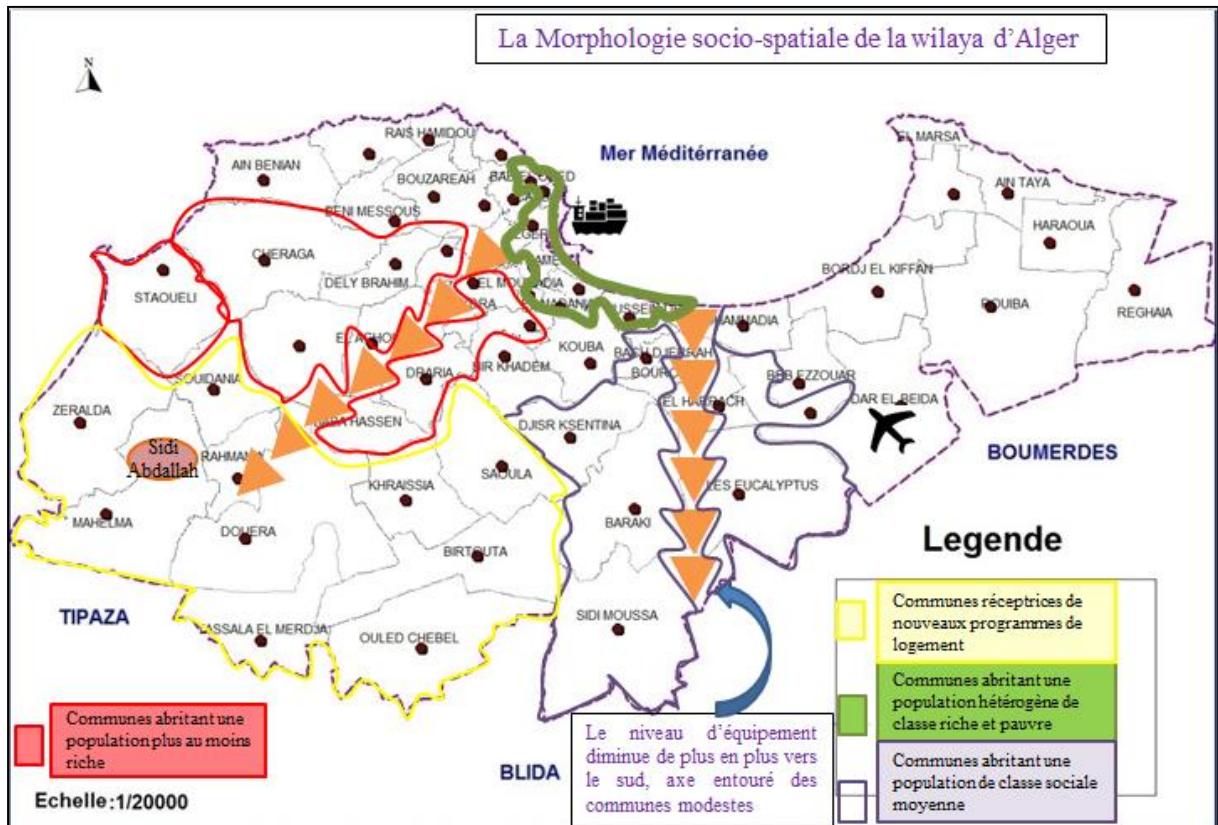 La Morphologie socio-spatiale de la wilaya d'Alger
N
Mer Méditérranée
RAIS HAMIDOU
AIN BENIAN
BOUZAREAH
BENI MESSOUS
CHERAGA
DELY BRAHIM
STAOUELI
EL MARSA
AIN TAYA
HARAOUA
BORDJ EL KIFFAN
ROUIBA
REGHAIA
KOUBA
DRARIA
BEB EZZOUAR
DAR EL BEIDA
SOUIDANIA
ZERALDA
Sidi
Abdallah
DJISR KSENTINA
EL HARRACH
BOUMERDES
SAOULA
KHRAISSIA
LES EUCALYPTUS
MAHELMA
DOUERA
BARAKI
BIRTOUTA
TIPAZA
TASSALA EL MERDJA
OULED CHEBEL
SIDI MOUSSA
BLIDA
Legende
Communes réceptrices de
nouveaux programmes de
logement
Communes abritant une
population hétérogène de
classe riche et pauvre
Communes abritant une
population de classe sociale
moyenne
Communes abritant une
population plus au moins
riche
Le niveau d'équipement
diminue de plus en plus vers
le sud, axe entouré des
communes modestes
Echelle:1/20000